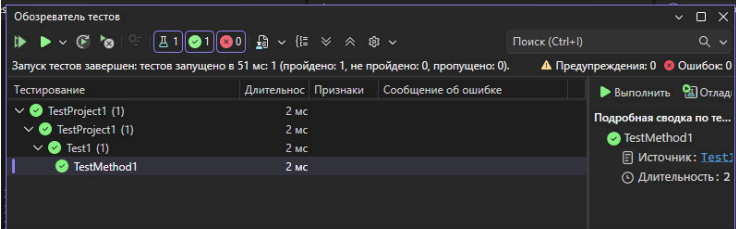 Обозреватель тестов
1 1 0 Поиск (Ctrl+I)
Запуск тестов завершен: тестов запущено в 51 мс: 1 (пройдено: 1, не пройдено: 0, пропущено: 0). Предупреждения: 0 Ошибок: 0
Тестирование Длительнос Признаки Сообщение об ошибке
TestProject1 (1) 2 мс
TestProject1 (1) 2 мс
Test1 (1) 2 мс
TestMethod1 2 мс
Выполнить Отлад
Подробная сводка по те...
TestMethod1
Источник: Test1
Длительность: 2